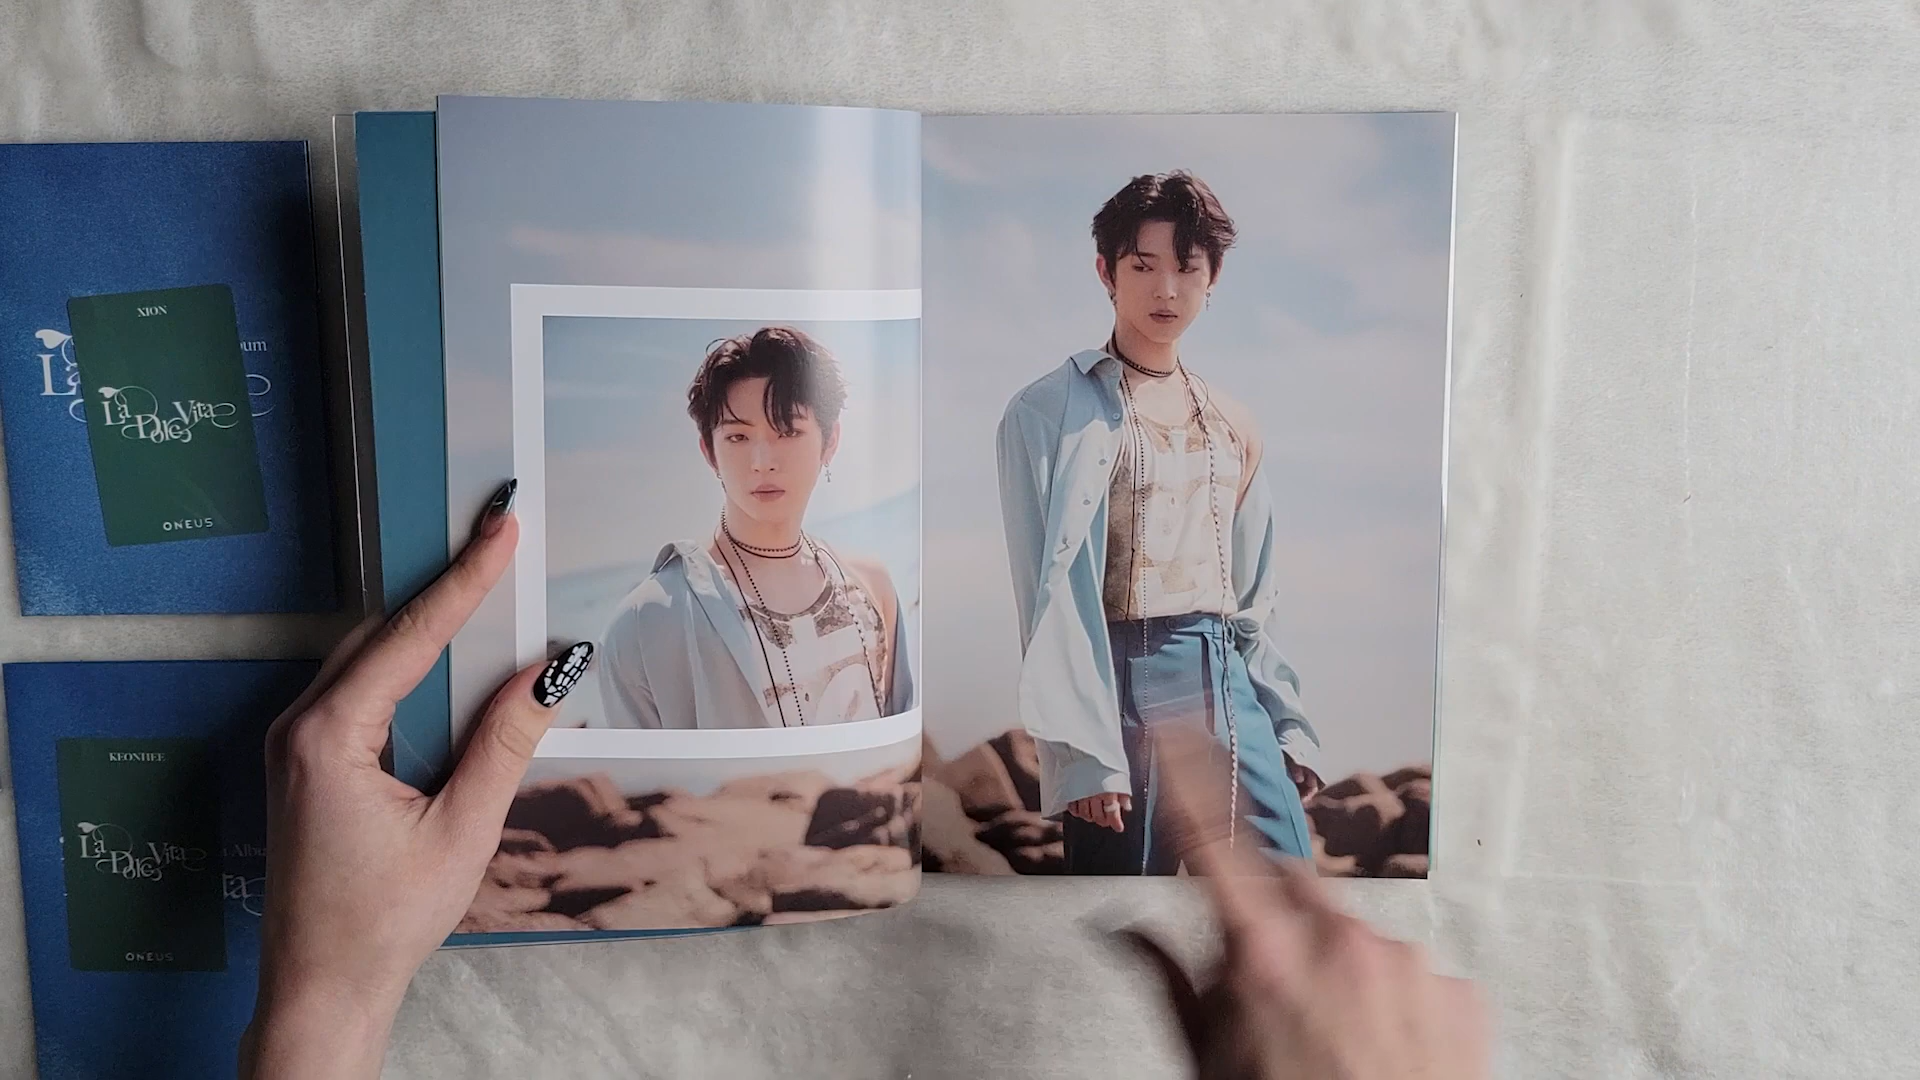 XION
La
Dolce Vita
ONEUS
KEONHEE
La
Dolce Vita
ONEUS